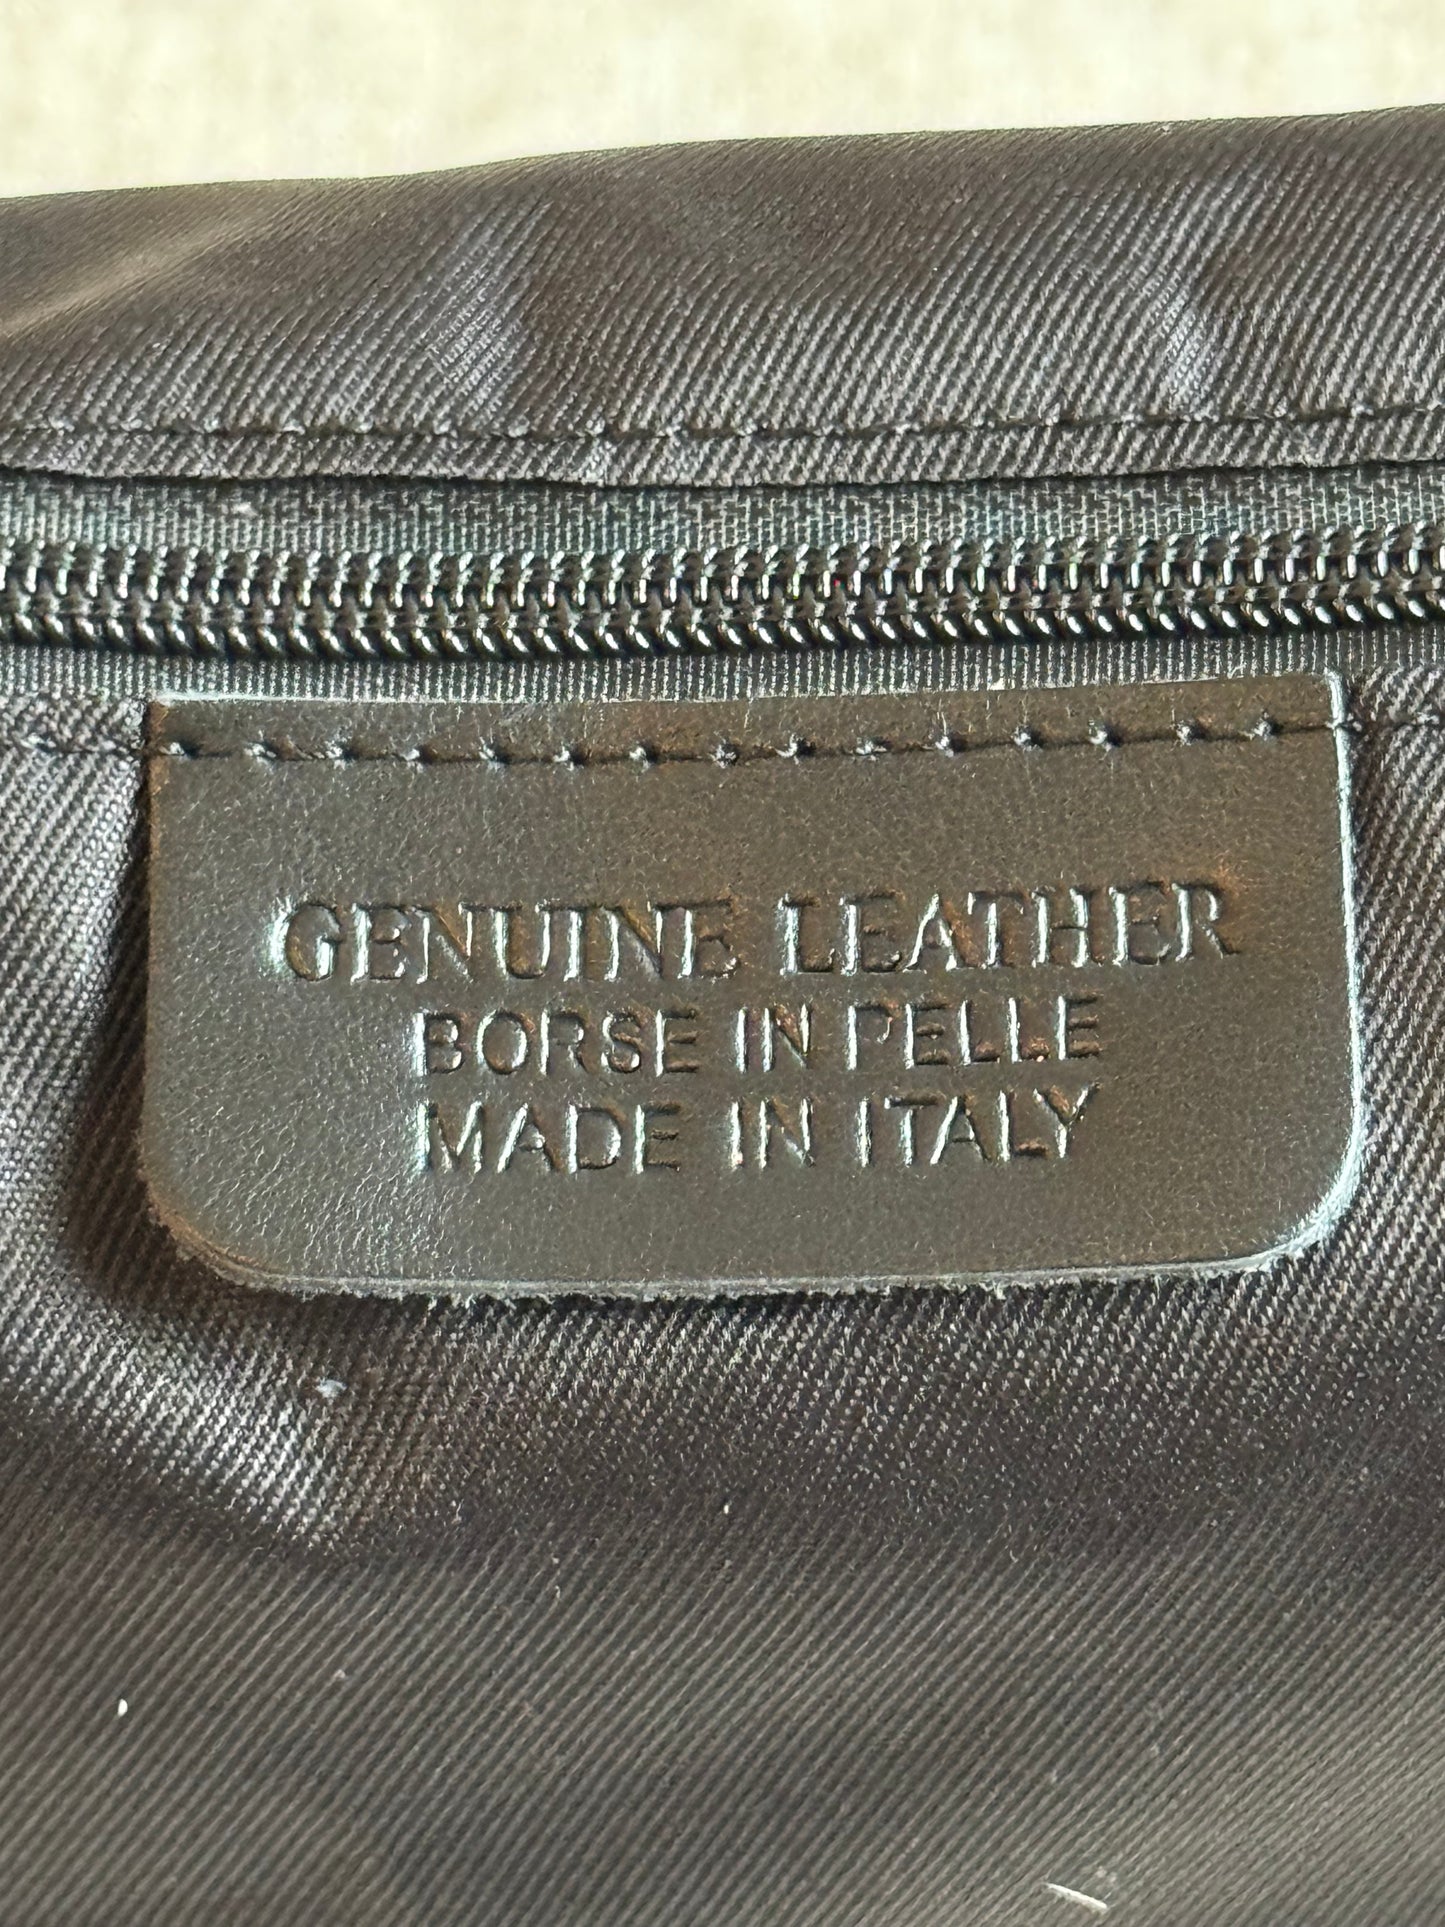 GENUINE LEATHER
BORSE IN PELLE
MADE IN ITALY